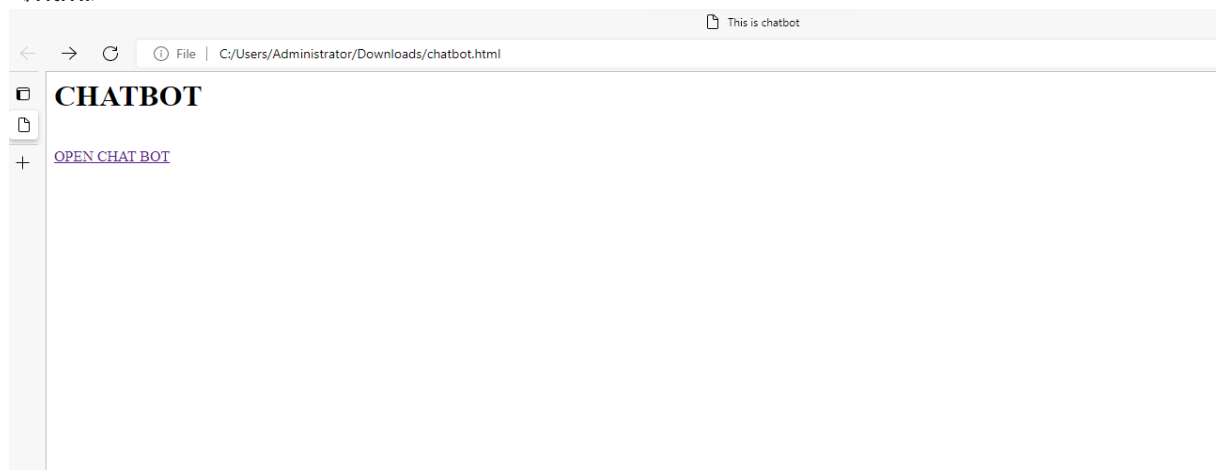 This is chatbot
File | C:/Users/Administrator/Downloads/chatbot.html
CHATBOT
OPEN CHAT BOT